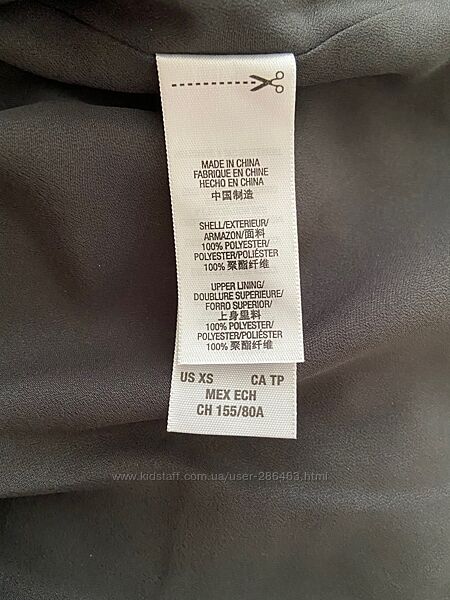 MADE IN CHINA
FABRIQUE EN CHINE
HECHO EN CHINA
中国制造
SHELL/EXTERIEUR/
ARMAZON/面料
100% POLYESTER/
POLYESTER/POLIÉSTER
100% 聚酯纤维
UPPER LINING/
DOUBLURE SUPERIEURE/
FORRO SUPERIOR/
上身里料
100% POLYESTER/
POLYESTER/POLIÉSTER
100% 聚酯纤维
US XS CA TP
MEX ECH
CH 155/80A
www.kidstaff.com.ua/user-286463.html